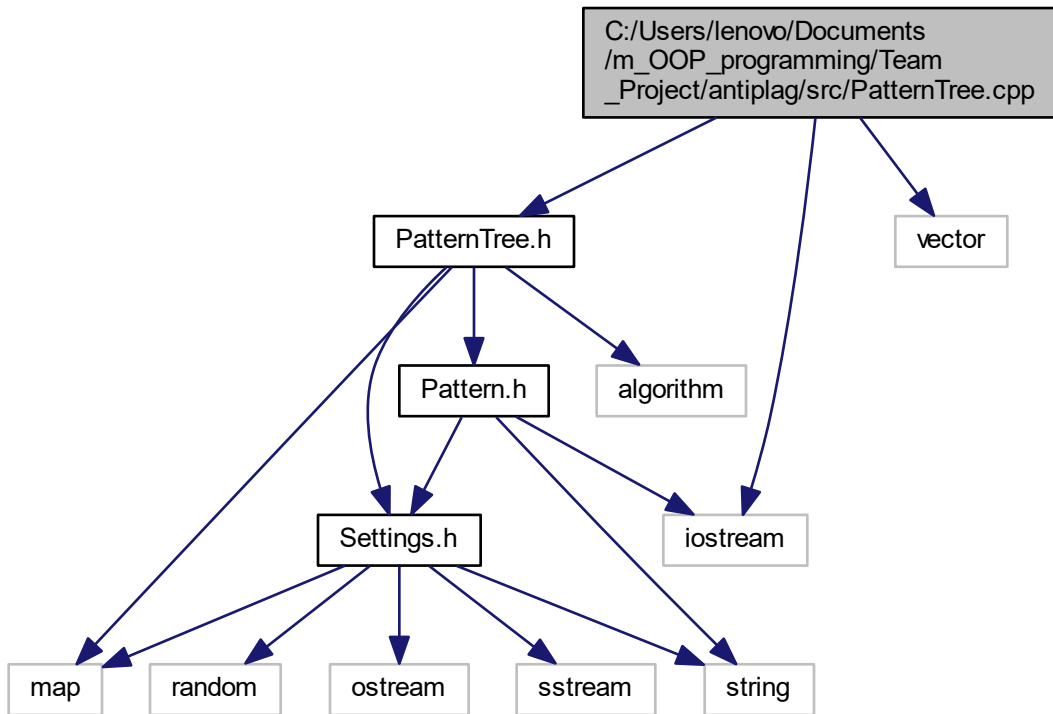 C:/Users/lenovo/Documents
/m_OOP_programming/Team
_Project/antiplag/src/PatternTree.cpp
PatternTree.h
vector
Pattern.h
algorithm
Settings.h
iostream
map
random
ostream
sstream
string